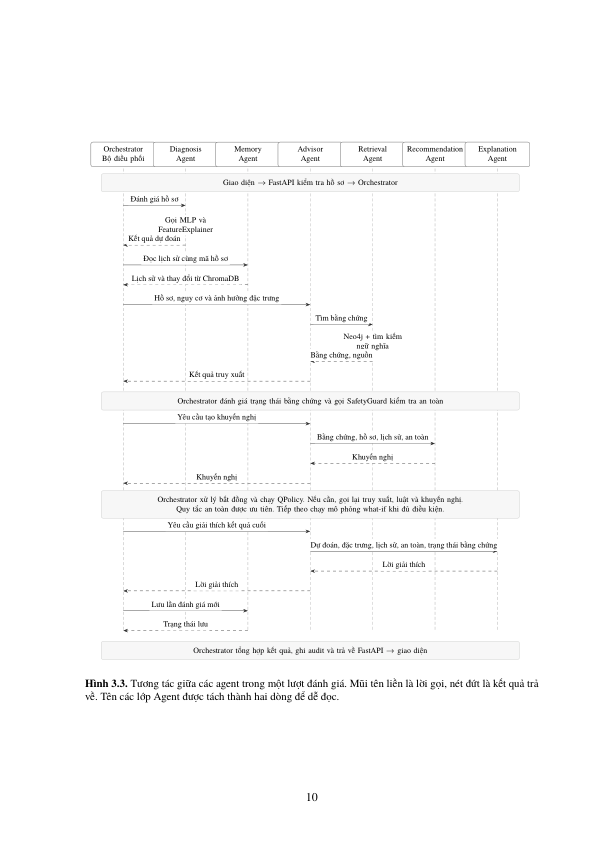 Orchestrator
Bộ điều phối
Diagnosis
Agent
Memory
Agent
Advisor
Agent
Retrieval
Agent
Recommendation
Agent
Explanation
Agent
Giao diện → FastAPI kiểm tra hồ sơ → Orchestrator
Đánh giá hồ sơ
Gọi MLP và
FeatureExplainer
Kết quả dự đoán
Đọc lịch sử cùng mã hồ sơ
Lịch sử và thay đổi từ ChromaDB
Hồ sơ, nguy cơ và ảnh hưởng đặc trưng
Tìm bằng chứng
Neo4j + tìm kiếm
ngữ nghĩa
Bằng chứng, nguồn
Kết quả truy xuất
Orchestrator đánh giá trạng thái bằng chứng và gọi SafetyGuard kiểm tra an toàn
Yêu cầu tạo khuyến nghị
Bằng chứng, hồ sơ, lịch sử, an toàn
Khuyến nghị
Khuyến nghị
Orchestrator xử lý bất đồng và chạy QPolicy. Nếu cần, gọi lại truy xuất, luật và khuyến nghị.
Quy tắc an toàn được ưu tiên. Tiếp theo chạy mô phỏng what-if khi đủ điều kiện.
Yêu cầu giải thích kết quả cuối
Dự đoán, đặc trưng, lịch sử, an toàn, trạng thái bằng chứng
Lời giải thích
Lời giải thích
Lưu lần đánh giá mới
Trạng thái lưu
Orchestrator tổng hợp kết quả, ghi audit và trả về FastAPI → giao diện
Hình 3.3. Tương tác giữa các agent trong một lượt đánh giá. Mũi tên liền là lời gọi, nét đứt là kết quả trả
về. Tên các lớp Agent được tách thành hai dòng để dễ đọc.
10